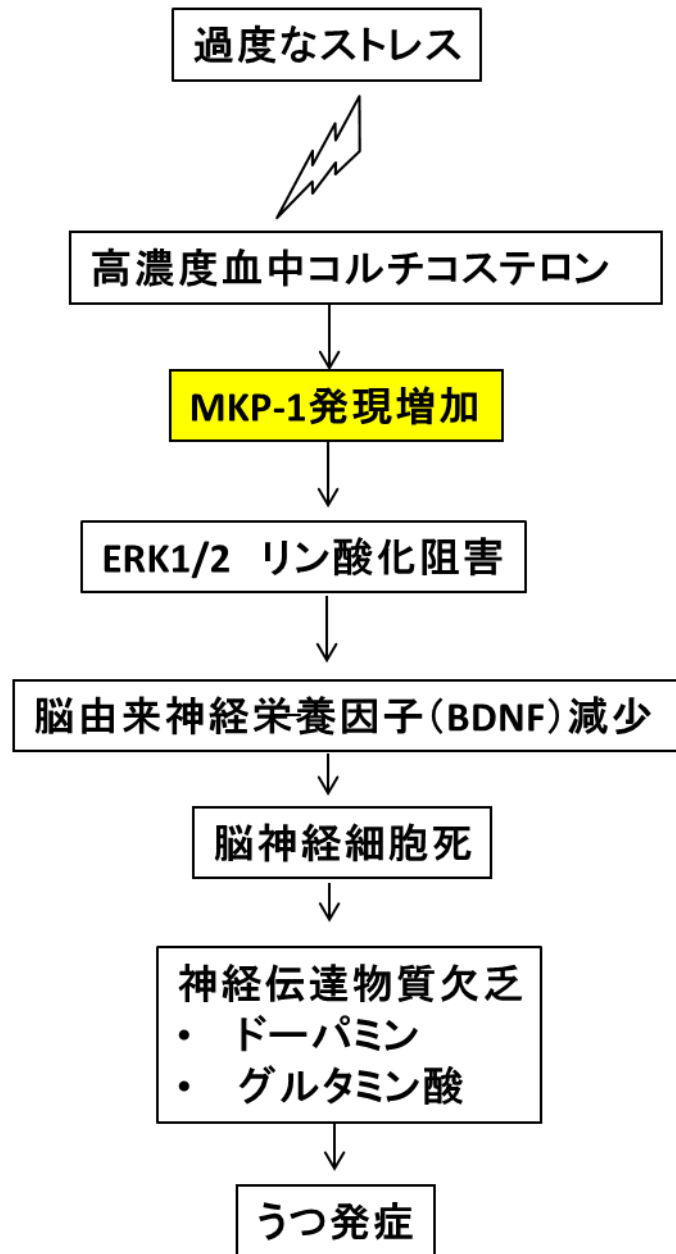 過度なストレス
高濃度血中コルチコステロン
MKP-1発現増加
ERK1/2　リン酸化阻害
脳由来神経栄養因子（BDNF）減少
脳神経細胞死
神経伝達物質欠乏
•　ドーパミン
•　グルタミン酸
うつ発症